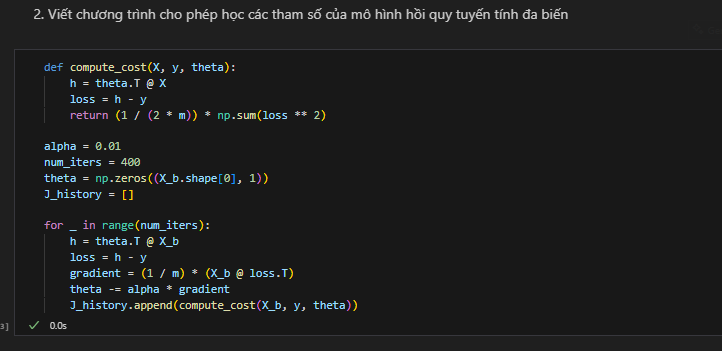 2. Viết chương trình cho phép học các tham số của mô hình hồi quy tuyến tính đa biến
def compute_cost(X, y, theta):
    h = theta.T @ X
    loss = h - y
    return (1 / (2 * m)) * np.sum(loss ** 2)
alpha = 0.01
num_iters = 400
theta = np.zeros((X_b.shape[0], 1))
J_history = []
for _ in range(num_iters):
    h = theta.T @ X_b
    loss = h - y
    gradient = (1 / m) * (X_b @ loss.T)
    theta -= alpha * gradient
    J_history.append(compute_cost(X_b, y, theta))
3] ✓ 0.0s